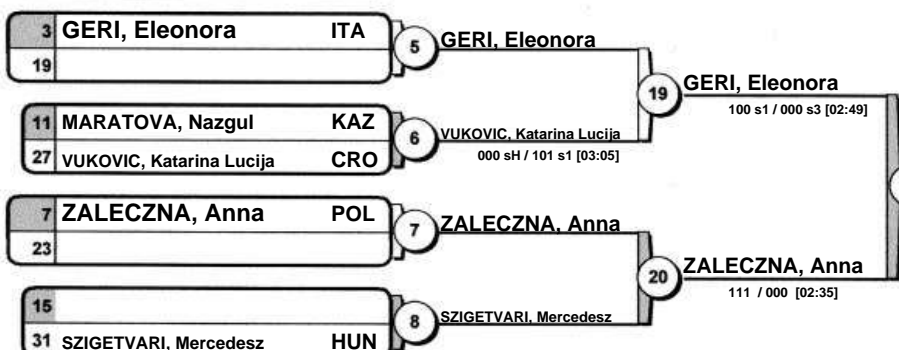 3 GERI, Eleonora ITA
19
5
GERI, Eleonora
11 MARATOVA, Nazgul KAZ
27 VUKOVIC, Katarina Lucija CRO
6
VUKOVIC, Katarina Lucija
000 sH / 101 s1 [03:05]
19
GERI, Eleonora
100 s1 / 000 s3 [02:49]
7 ZALECZNA, Anna POL
23
7
ZALECZNA, Anna
15
31 SZIGETVARI, Mercedesz HUN
8
SZIGETVARI, Mercedesz
20
ZALECZNA, Anna
111 / 000 [02:35]